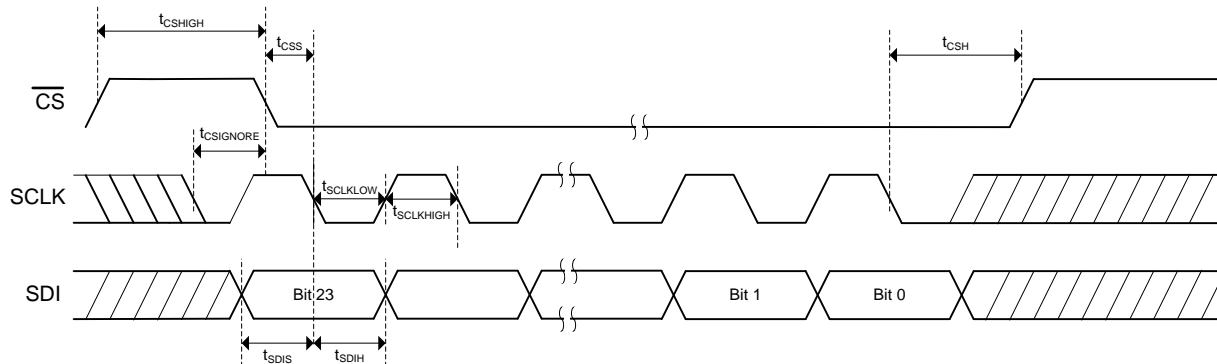 tCSHIGH
tCSS
tCSH
CS
tCSIGNORE
SCLK
tSCLKLOW
tSCLKHIGH
SDI
Bit 23
Bit 1
Bit 0
tSDIS
tSDIH